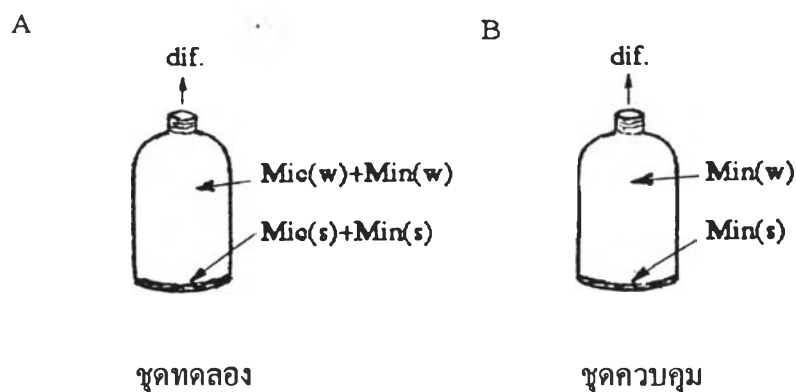 A
dif.
Mic(w)+Min(w)
Mic(s)+Min(s)
ชุดทดลอง
B
dif.
Min(w)
Min(s)
ชุดควบคุม